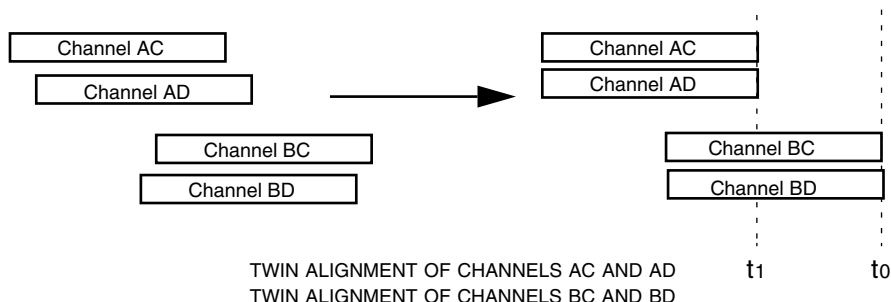 Channel AC
Channel AD
Channel BC
Channel BD
Channel AC
Channel AD
Channel BC
Channel BD
TWIN ALIGNMENT OF CHANNELS AC AND AD
TWIN ALIGNMENT OF CHANNELS BC AND BD
t1 t0